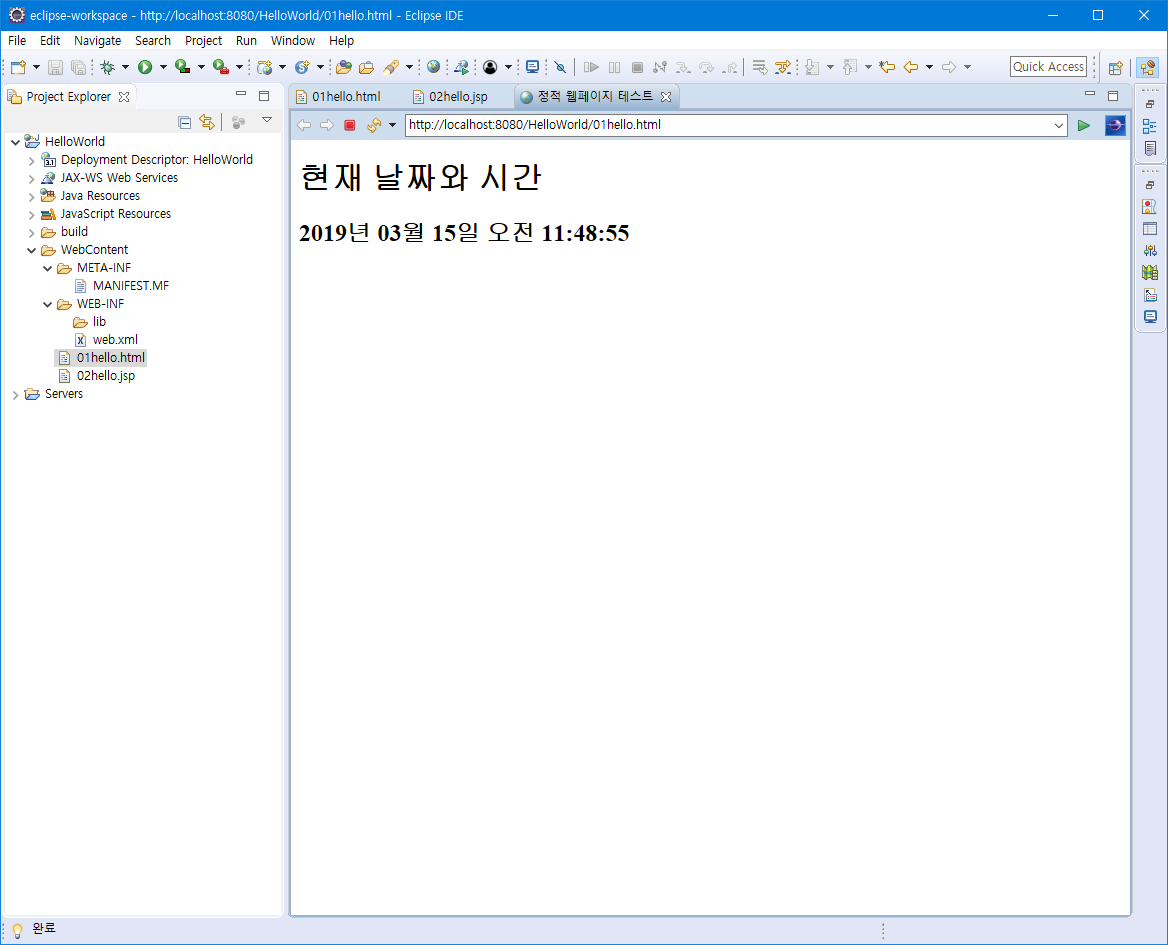 eclipse-workspace - http://localhost:8080/HelloWorld/01hello.html - Eclipse IDE
File Edit Navigate Search Project Run Window Help
Quick Access
Project Explorer
01hello.html 02hello.jsp 정적 웹페이지 테스트
http://localhost:8080/HelloWorld/01hello.html
HelloWorld
3.1 Deployment Descriptor: HelloWorld
JAX-WS Web Services
Java Resources
JavaScript Resources
build
WebContent
META-INF
MANIFEST.MF
WEB-INF
lib
web.xml
01hello.html
02hello.jsp
Servers
현재 날짜와 시간
2019년 03월 15일 오전 11:48:55
완료